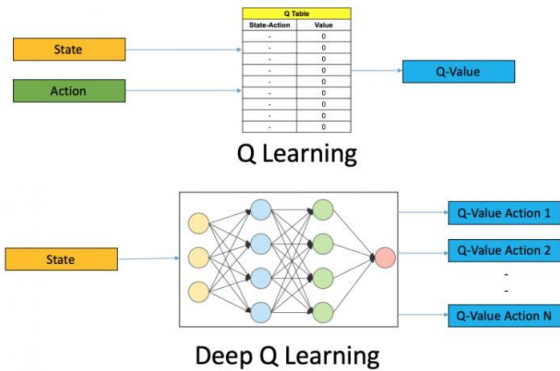 Q Table
State-Action Value
- 0
- 0
- 0
- 0
- 0
- 0
- 0
- 0
- 0
State
Action
Q-Value
Q Learning
State
Q-Value Action 1
Q-Value Action 2
-
-
Q-Value Action N
Deep Q Learning